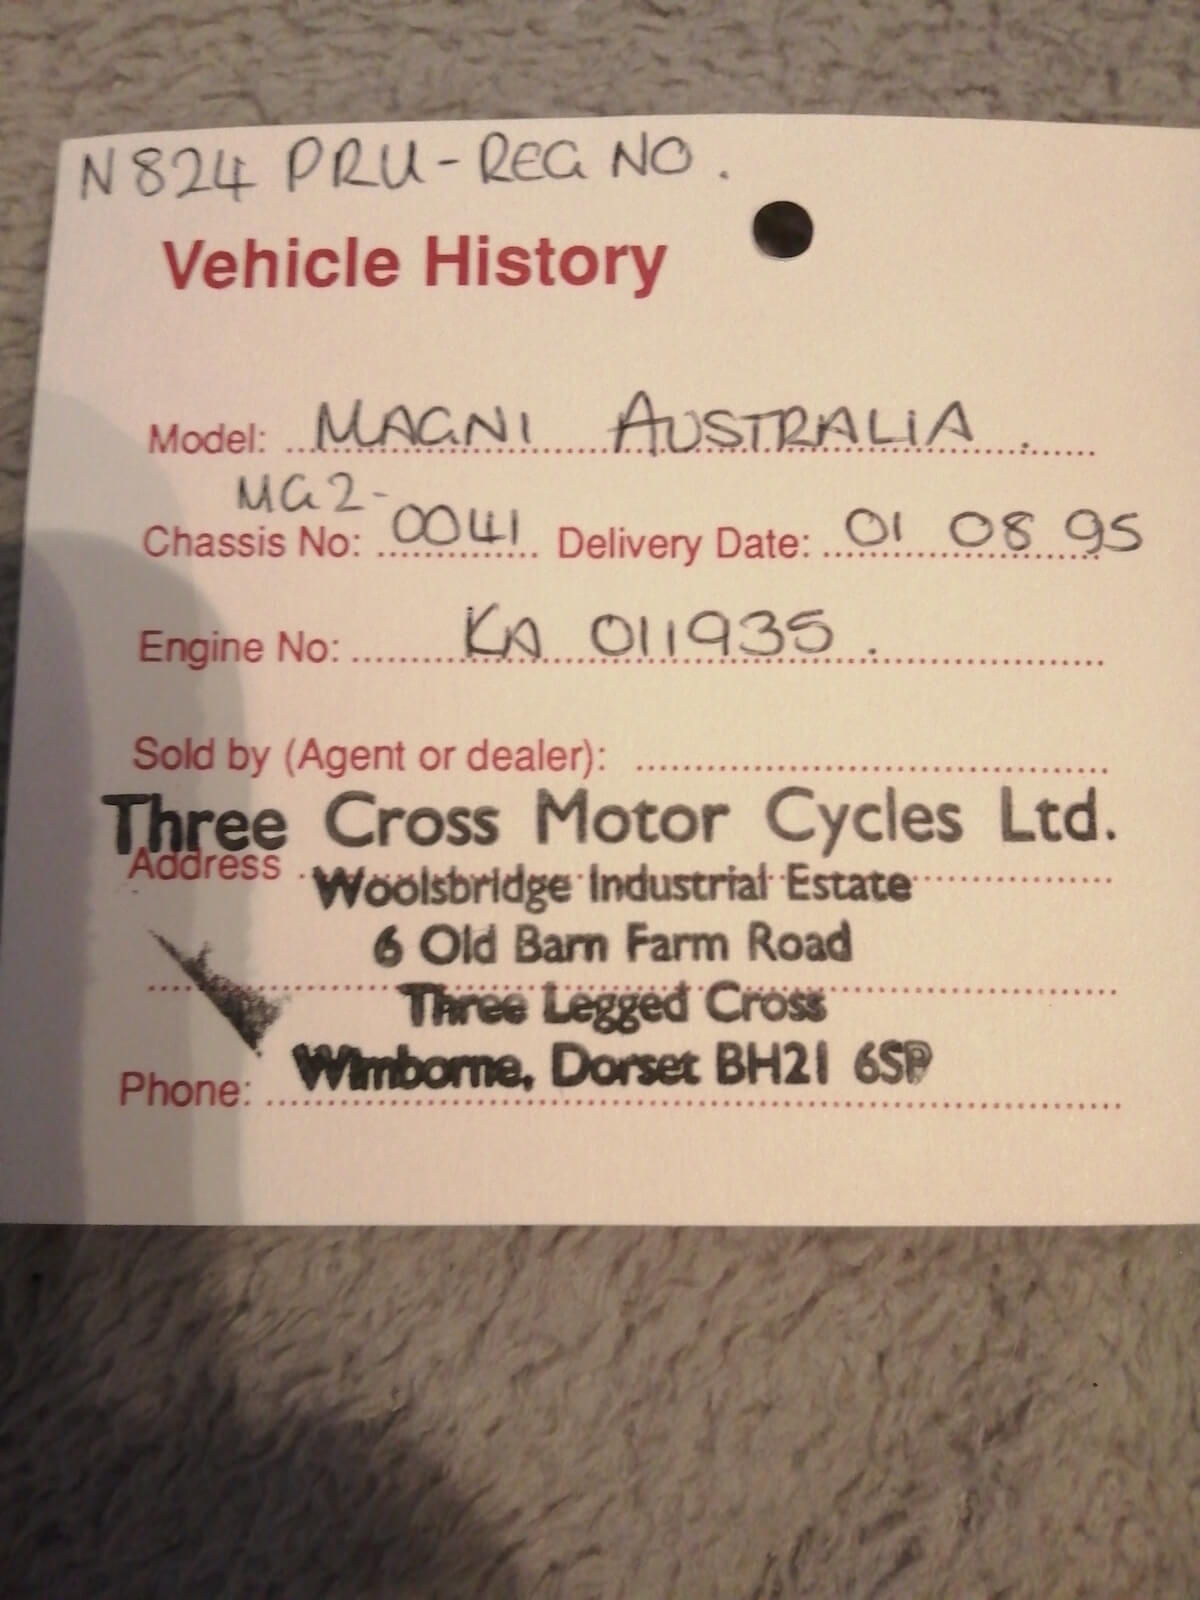 N824 PRU - REG NO.
Vehicle History
Model: MAGNI AUSTRALIA.
MG2-
Chassis No: 0041 Delivery Date: 01 08 95
Engine No: KA 011935.
Sold by (Agent or dealer):
Three Cross Motor Cycles Ltd.
Address Woolsbridge Industrial Estate
6 Old Barn Farm Road
Three Legged Cross
Wimborne, Dorset BH21 6SP
Phone: